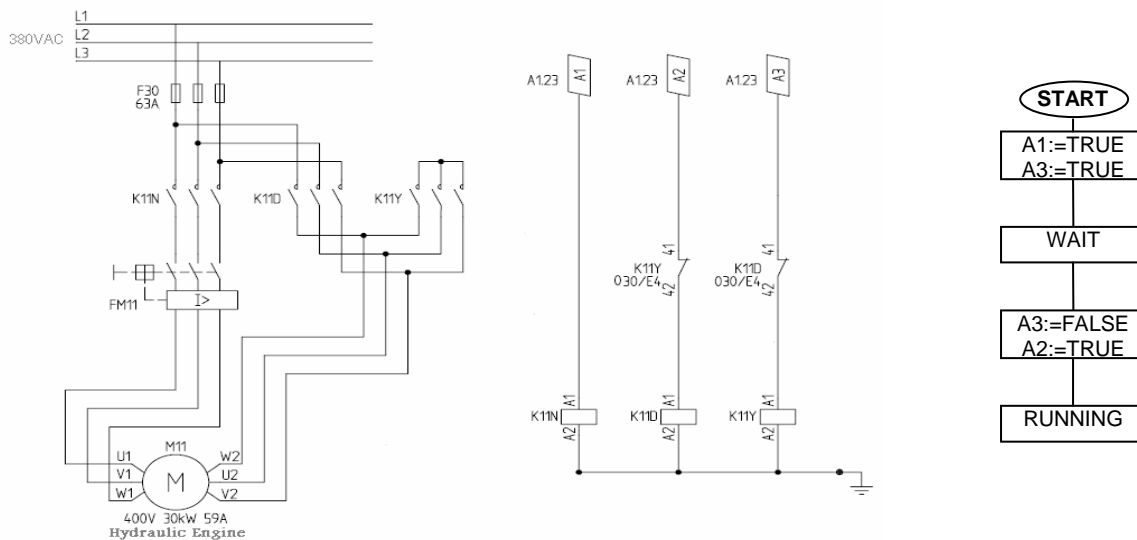 L1
380VAC
L2
L3
F30
63A
K11N
K11D
K11Y
FM11
I>
M11
U1
V1
W1
M
W2
U2
V2
400V 30kW 59A
Hydraulic Engine
A1.23
A1
A1.23
A2
A1.23
A3
41
K11Y
030/E4
42
41
K11D
030/E4
42
A1
K11N
A2
A1
K11D
A2
A1
K11Y
A2
START
A1:=TRUE
A3:=TRUE
WAIT
A3:=FALSE
A2:=TRUE
RUNNING